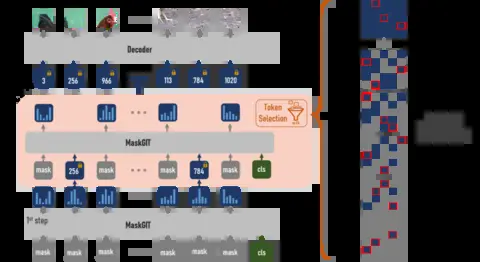 Decoder
3 256 966 113 784 1020
Token
Selection
MaskGIT
mask 256 mask mask 784 mask cls
1st step
MaskGIT
mask mask mask mask mask mask cls